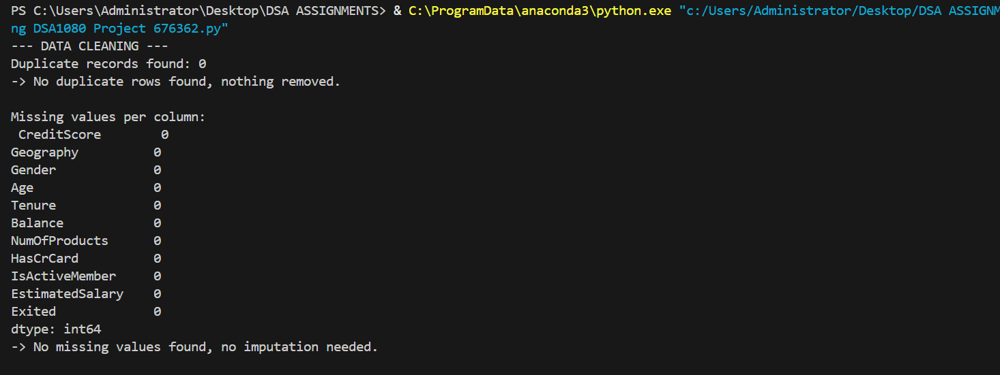 PS C:\Users\Administrator\Desktop\DSA ASSIGNMENTS> & C:\ProgramData\anaconda3\python.exe "c:/Users/Administrator/Desktop/DSA ASSIGNM
ng DSA1080 Project 676362.py"
--- DATA CLEANING ---
Duplicate records found: 0
-> No duplicate rows found, nothing removed.

Missing values per column:
 CreditScore        0
Geography          0
Gender             0
Age                0
Tenure             0
Balance            0
NumOfProducts      0
HasCrCard          0
IsActiveMember     0
EstimatedSalary    0
Exited             0
dtype: int64
-> No missing values found, no imputation needed.